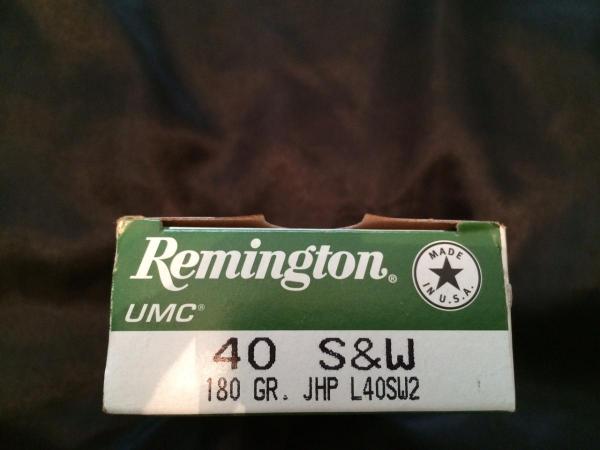 Remington®
MADE IN U.S.A.
UMC®
40 S&W
180 GR. JHP L40SW2